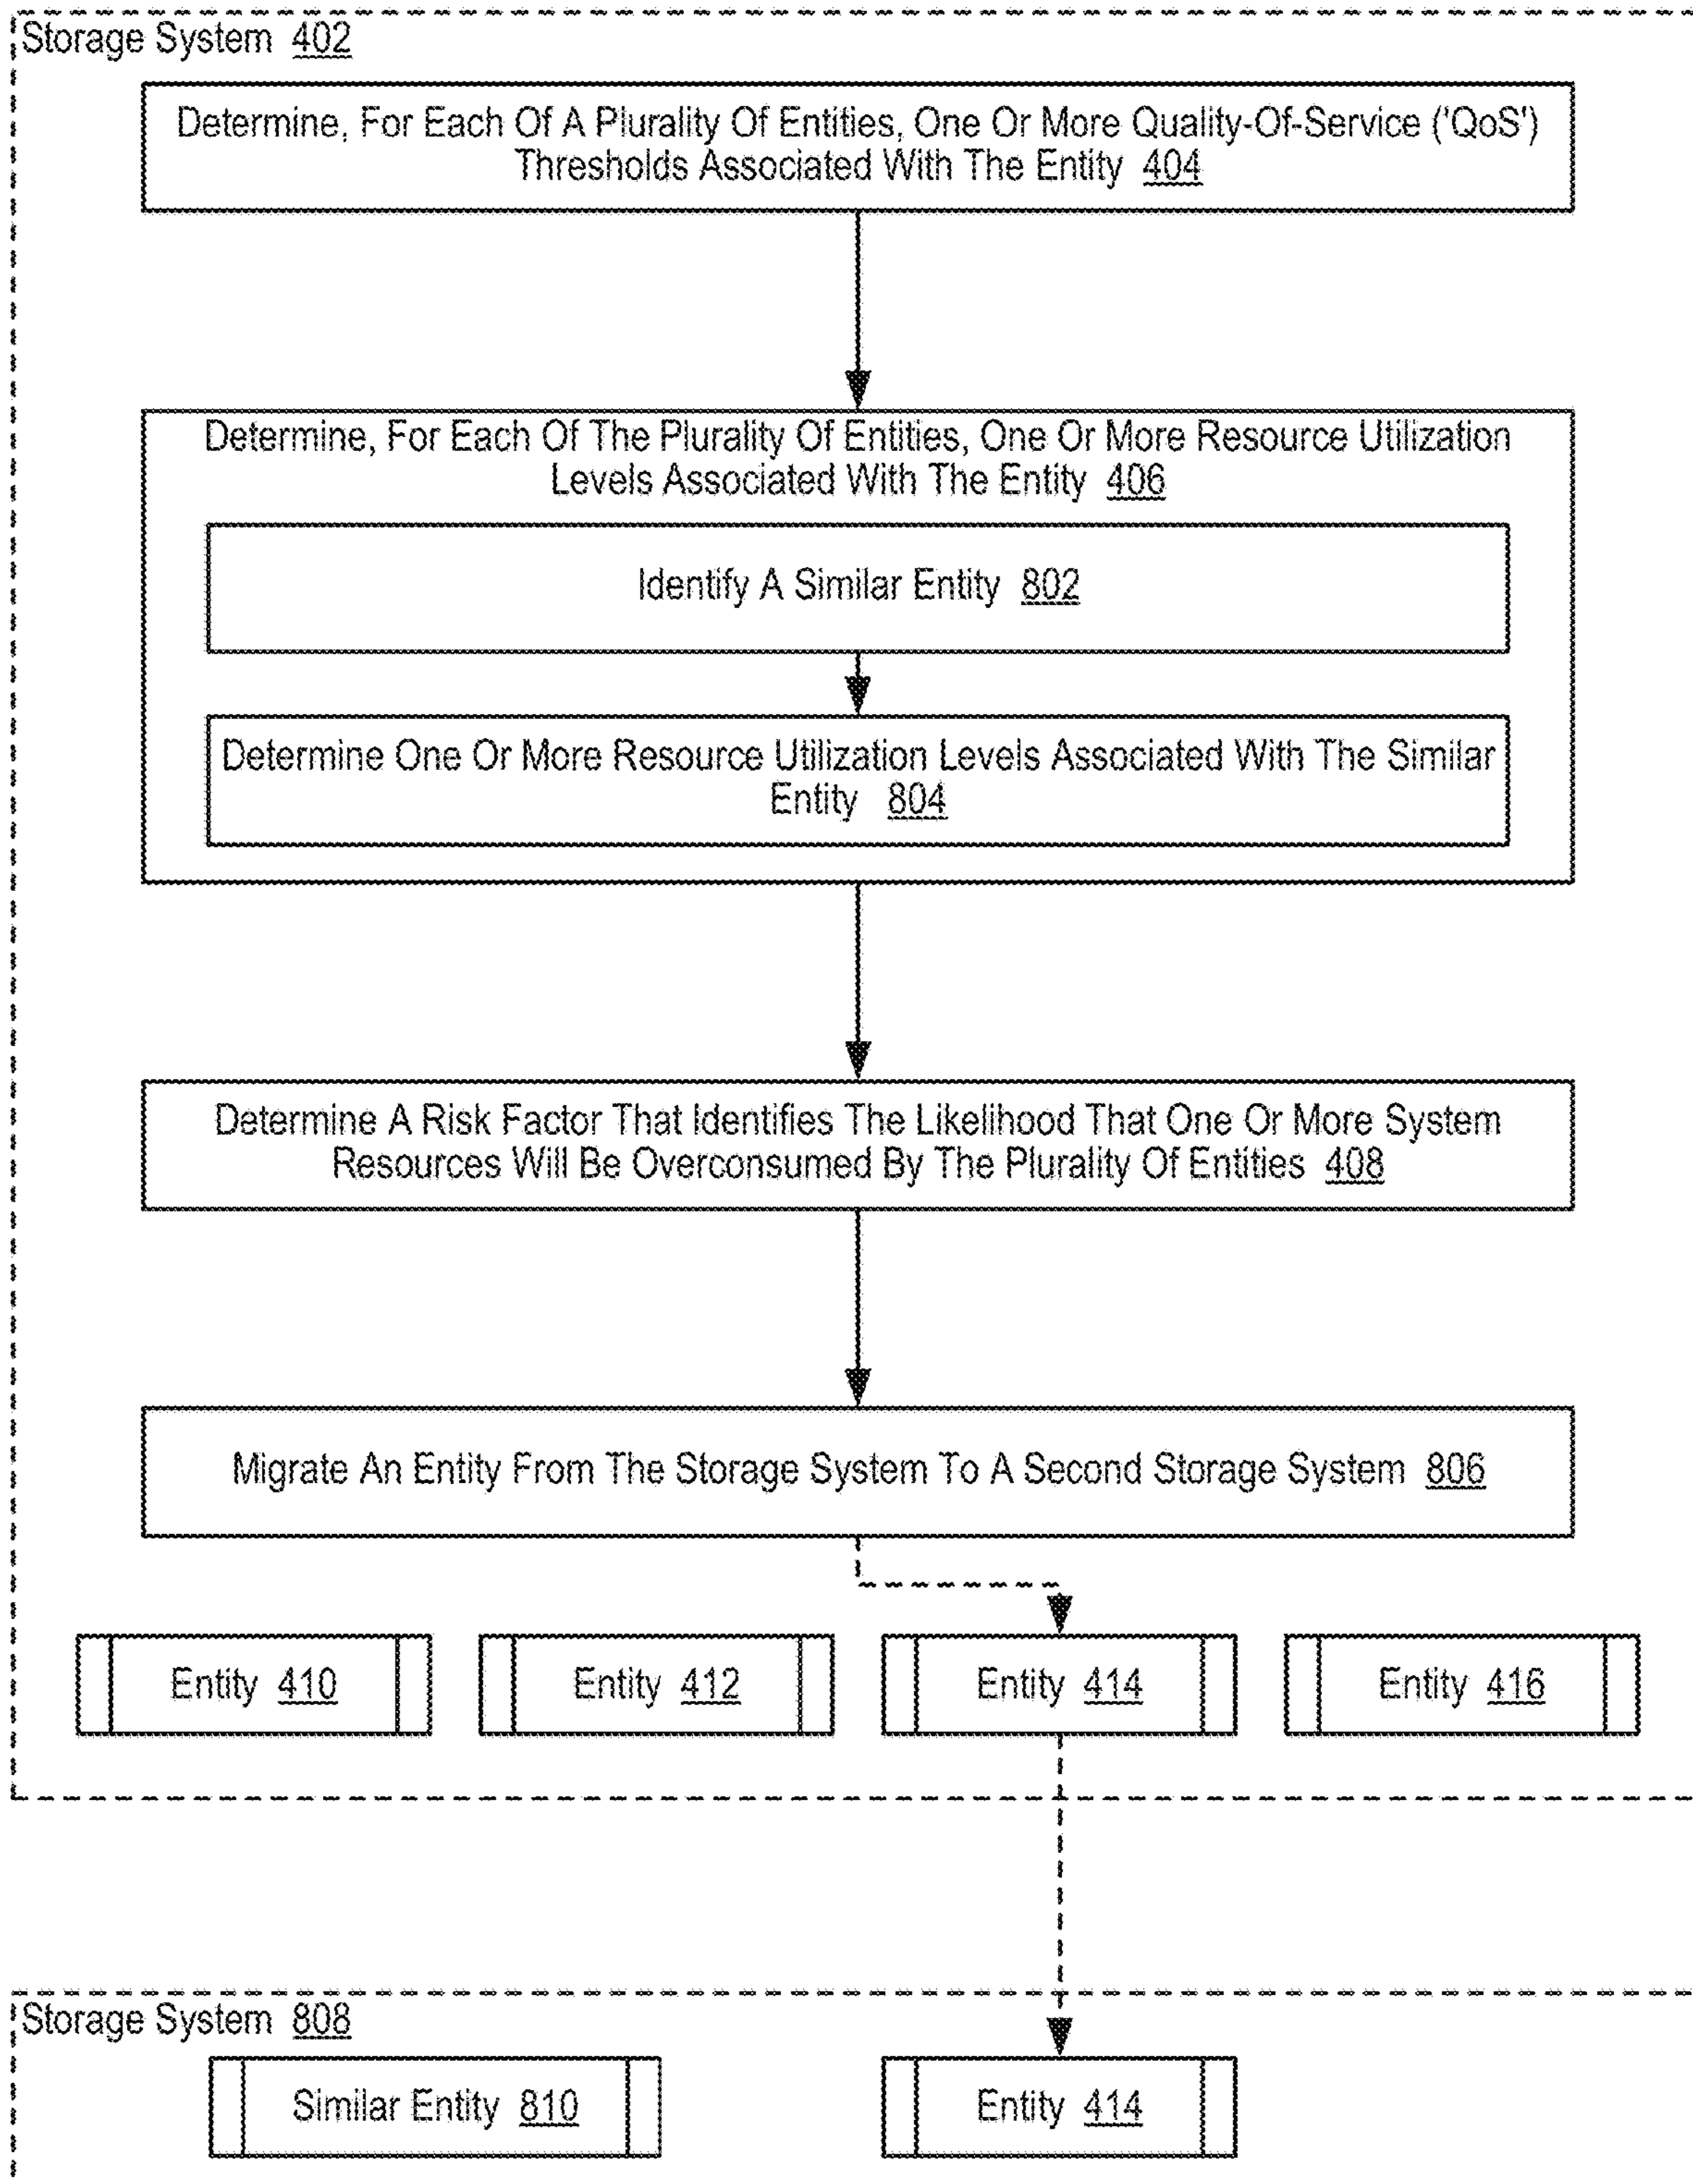 Storage System 402
Determine, For Each Of A Plurality Of Entities, One Or More Quality-Of-Service ('QoS')
Thresholds Associated With The Entity 404
Determine, For Each Of The Plurality Of Entities, One Or More Resource Utilization
Levels Associated With The Entity 406
Identify A Similar Entity 802
Determine One Or More Resource Utilization Levels Associated With The Similar
Entity 804
Determine A Risk Factor That Identifies The Likelihood That One Or More System
Resources Will Be Overconsumed By The Plurality Of Entities 408
Migrate An Entity From The Storage System To A Second Storage System 806
Entity 410
Entity 412
Entity 414
Entity 416
Storage System 808
Similar Entity 810
Entity 414